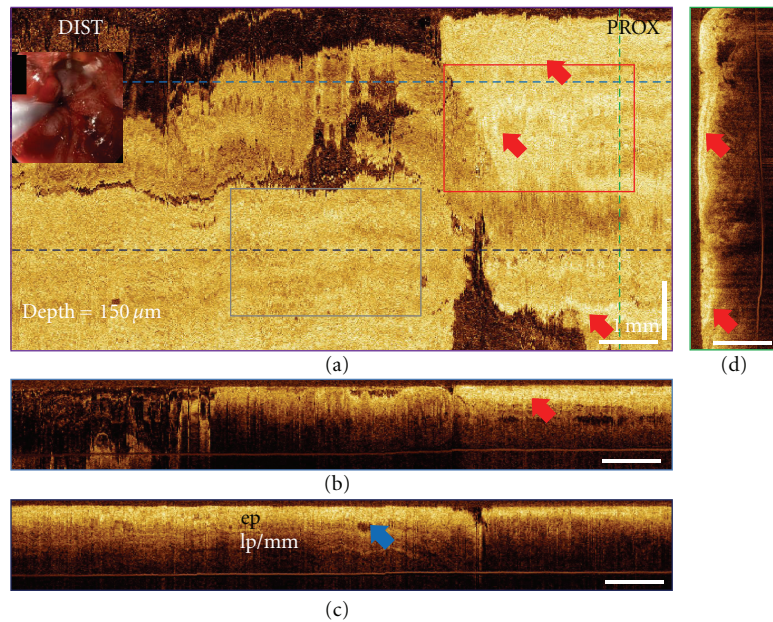 DIST PROX
Depth = 150 μm
1 mm
(a)
(d)
(b)
ep
lp/mm
(c)